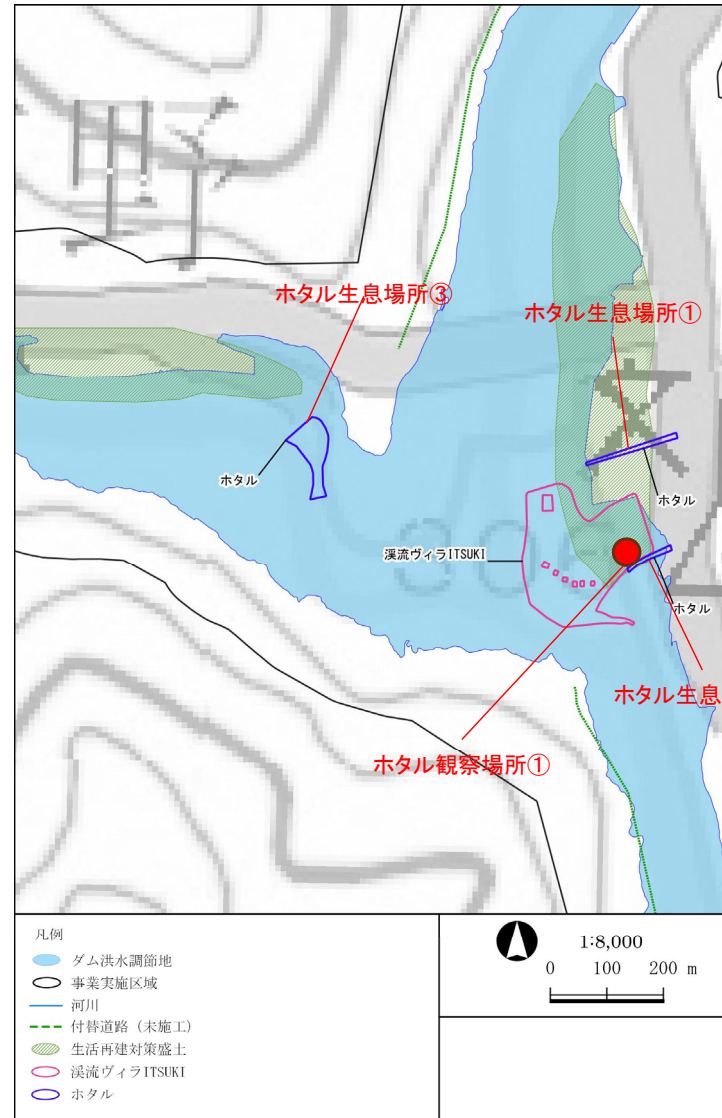 ホタル生息場所③
ホタル生息場所①
ホタル
ホタル
渓流ヴィラITSUKI
ホタル
ホタル生息
ホタル観察場所①
凡例
ダム洪水調節地
事業実施区域
河川
付替道路（未施工）
生活再建対策盛土
渓流ヴィラITSUKI
ホタル
1:8,000
0 100 200 m